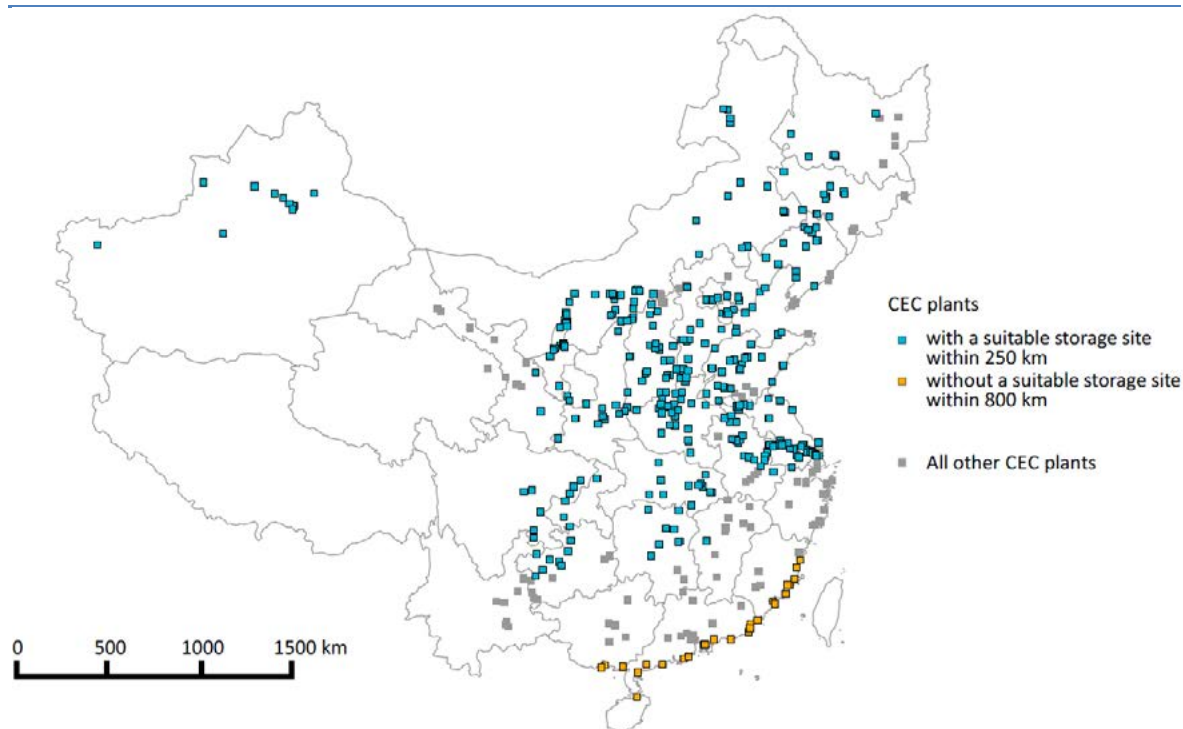 CEC plants
with a suitable storage site
within 250 km
without a suitable storage site
within 800 km
All other CEC plants
0 500 1000 1500 km